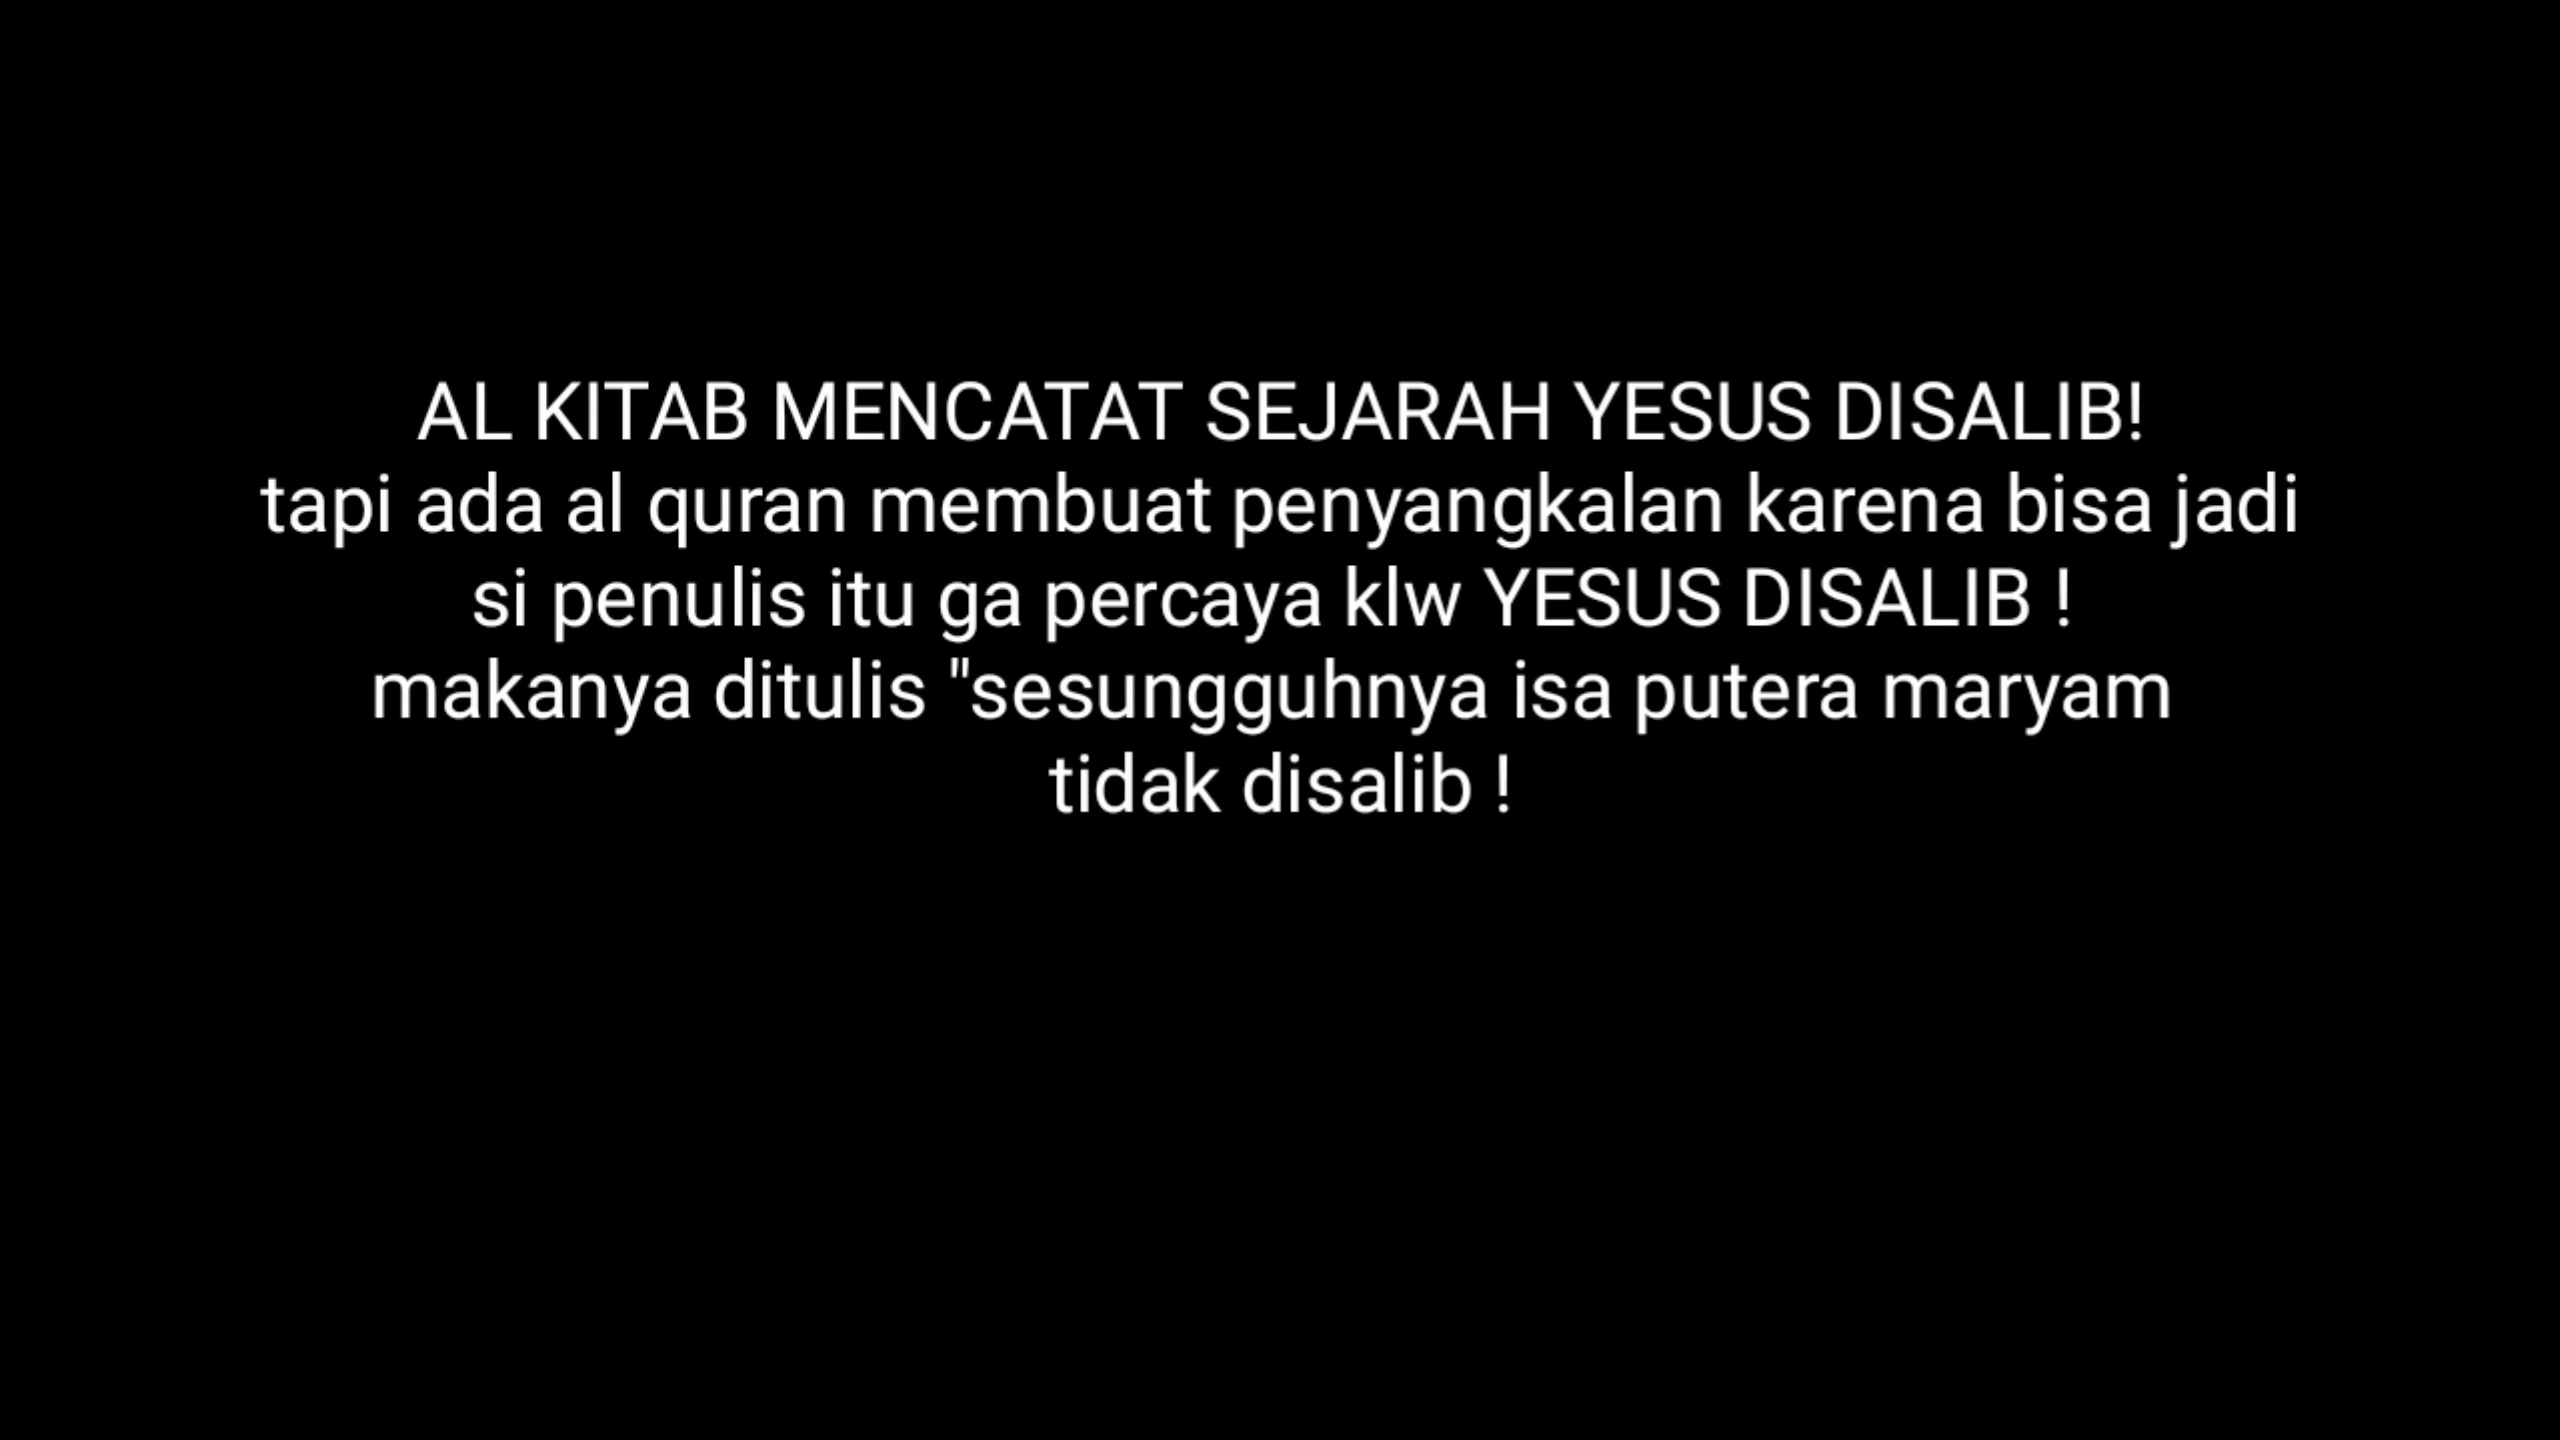 AL KITAB MENCATAT SEJARAH YESUS DISALIB!
tapi ada al quran membuat penyangkalan karena bisa jadi
si penulis itu ga percaya klw YESUS DISALIB !
makanya ditulis "sesungguhnya isa putera maryam
tidak disalib !